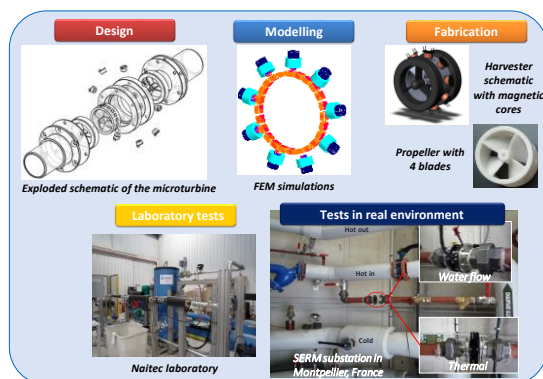 Design
Modelling
Fabrication
Harvester
schematic
with magnetic
cores
Propeller with
4 blades
Exploded schematic of the microturbine
FEM simulations
Laboratory tests
Tests in real environment
Hot out
Hot in
Cold
Water flow
Thermal
SERM substation in
Montpellier, France
Naitec laboratory